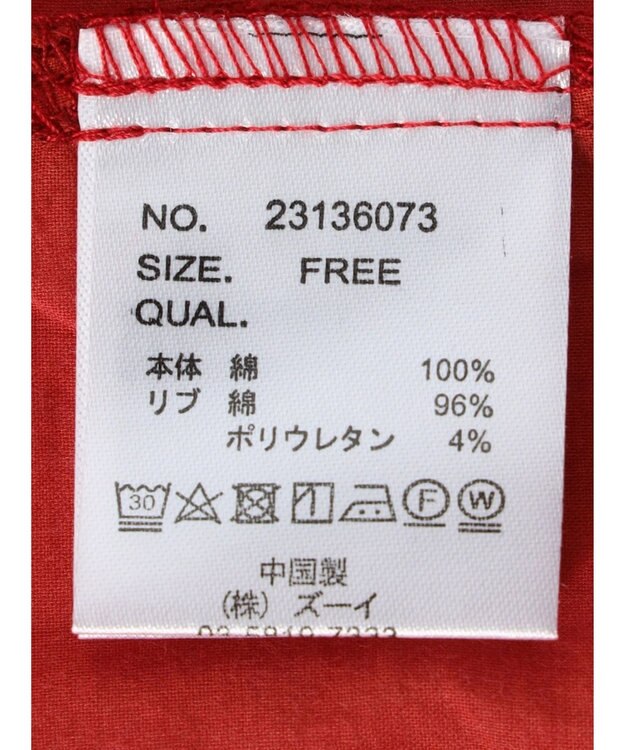 NO. 23136073
SIZE. FREE
QUAL.
本体 綿 100%
リブ 綿 96%
ポリウレタン 4%
30 F W
中国製
(株) ズーイ